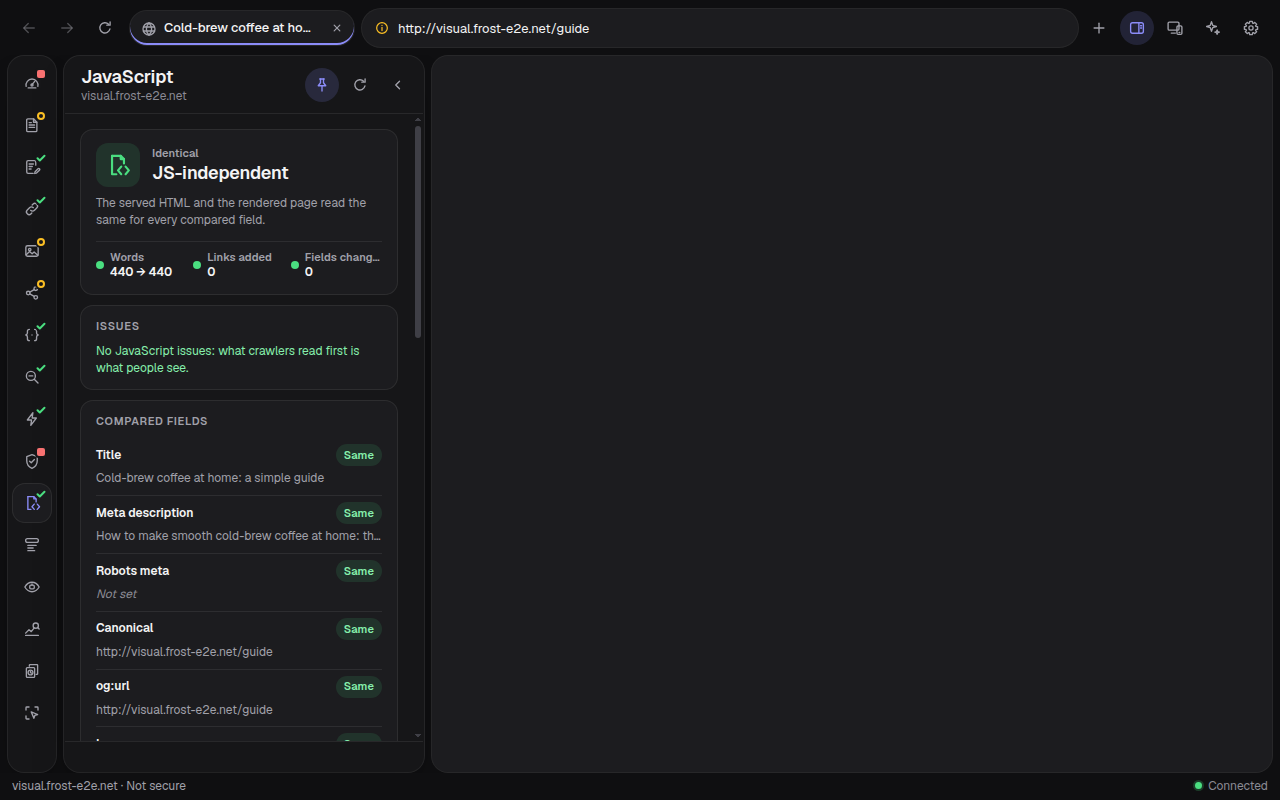 Cold-brew coffee at ho...
http://visual.frost-e2e.net/guide
JavaScript
visual.frost-e2e.net
Identical
JS-independent
The served HTML and the rendered page read the
same for every compared field.
Words
440 → 440
Links added
0
Fields chang...
0
ISSUES
No JavaScript issues: what crawlers read first is
what people see.
COMPARED FIELDS
Title
Same
Cold-brew coffee at home: a simple guide
Meta description
Same
How to make smooth cold-brew coffee at home: th...
Robots meta
Same
Not set
Canonical
Same
http://visual.frost-e2e.net/guide
og:url
Same
http://visual.frost-e2e.net/guide
visual.frost-e2e.net · Not secure
Connected